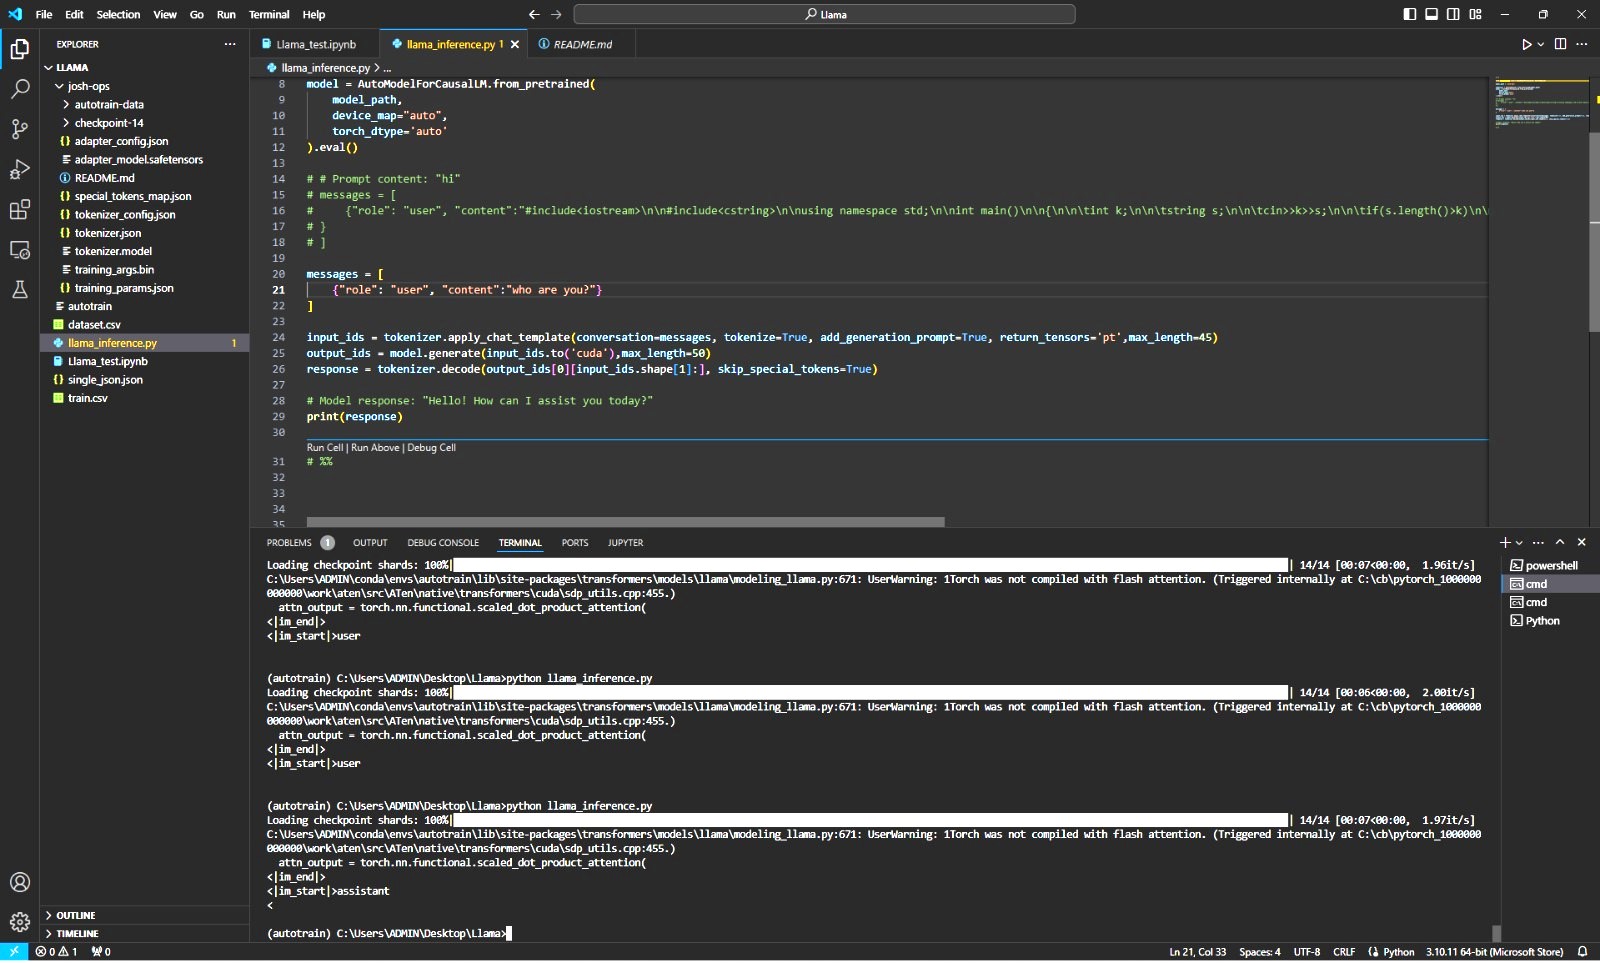 File Edit Selection View Go Run Terminal Help
Llama
EXPLORER
LLAMA
josh-ops
autotrain-data
checkpoint-14
adapter_config.json
adapter_model.safetensors
README.md
special_tokens_map.json
tokenizer_config.json
tokenizer.json
tokenizer.model
training_args.bin
training_params.json
autotrain
dataset.csv
llama_inference.py 1
Llama_test.ipynb
single_json.json
train.csv
OUTLINE
TIMELINE
Llama_test.ipynb llama_inference.py 1 README.md
llama_inference.py > ...
8 model = AutoModelForCausalLM.from_pretrained(
9 model_path,
10 device_map="auto",
11 torch_dtype='auto'
12 ).eval()
13
14 # # Prompt content: "hi"
15 # messages = [
16 # {"role": "user", "content":"#include<iostream>\n\n#include<cstring>\n\nusing namespace std;\n\nint main()\n\n{\n\n\tint k;\n\n\tstring s;\n\n\tcin>>k>>s;\n\n\tif(s.length()>k)\n\
17 # }
18 # ]
19
20 messages = [
21 {"role": "user", "content":"who are you?"}
22 ]
23
24 input_ids = tokenizer.apply_chat_template(conversation=messages, tokenize=True, add_generation_prompt=True, return_tensors='pt',max_length=45)
25 output_ids = model.generate(input_ids.to('cuda'),max_length=50)
26 response = tokenizer.decode(output_ids[0][input_ids.shape[1]:], skip_special_tokens=True)
27
28 # Model response: "Hello! How can I assist you today?"
29 print(response)
30
Run Cell | Run Above | Debug Cell
31 # %%
32
33
34
35
PROBLEMS 1 OUTPUT DEBUG CONSOLE TERMINAL PORTS JUPYTER
Loading checkpoint shards: 100%| | 14/14 [00:07<00:00, 1.96it/s]
C:\Users\ADMIN\conda\envs\autotrain\lib\site-packages\transformers\models\llama\modeling_llama.py:671: UserWarning: 1Torch was not compiled with flash attention. (Triggered internally at C:\cb\pytorch_1000000
000000\work\aten\src\ATen\native\transformers\cuda\sdp_utils.cpp:455.)
attn_output = torch.nn.functional.scaled_dot_product_attention(
<|im_end|>
<|im_start|>user
(autotrain) C:\Users\ADMIN\Desktop\Llama>python llama_inference.py
Loading checkpoint shards: 100%| | 14/14 [00:06<00:00, 2.00it/s]
C:\Users\ADMIN\conda\envs\autotrain\lib\site-packages\transformers\models\llama\modeling_llama.py:671: UserWarning: 1Torch was not compiled with flash attention. (Triggered internally at C:\cb\pytorch_1000000
000000\work\aten\src\ATen\native\transformers\cuda\sdp_utils.cpp:455.)
attn_output = torch.nn.functional.scaled_dot_product_attention(
<|im_end|>
<|im_start|>user
(autotrain) C:\Users\ADMIN\Desktop\Llama>python llama_inference.py
Loading checkpoint shards: 100%| | 14/14 [00:07<00:00, 1.97it/s]
C:\Users\ADMIN\conda\envs\autotrain\lib\site-packages\transformers\models\llama\modeling_llama.py:671: UserWarning: 1Torch was not compiled with flash attention. (Triggered internally at C:\cb\pytorch_1000000
000000\work\aten\src\ATen\native\transformers\cuda\sdp_utils.cpp:455.)
attn_output = torch.nn.functional.scaled_dot_product_attention(
<|im_end|>
<|im_start|>assistant
<
(autotrain) C:\Users\ADMIN\Desktop\Llama>
powershell
cmd
cmd
Python
0 1 0
Ln 21, Col 33 Spaces: 4 UTF-8 CRLF Python 3.10.11 64-bit (Microsoft Store)